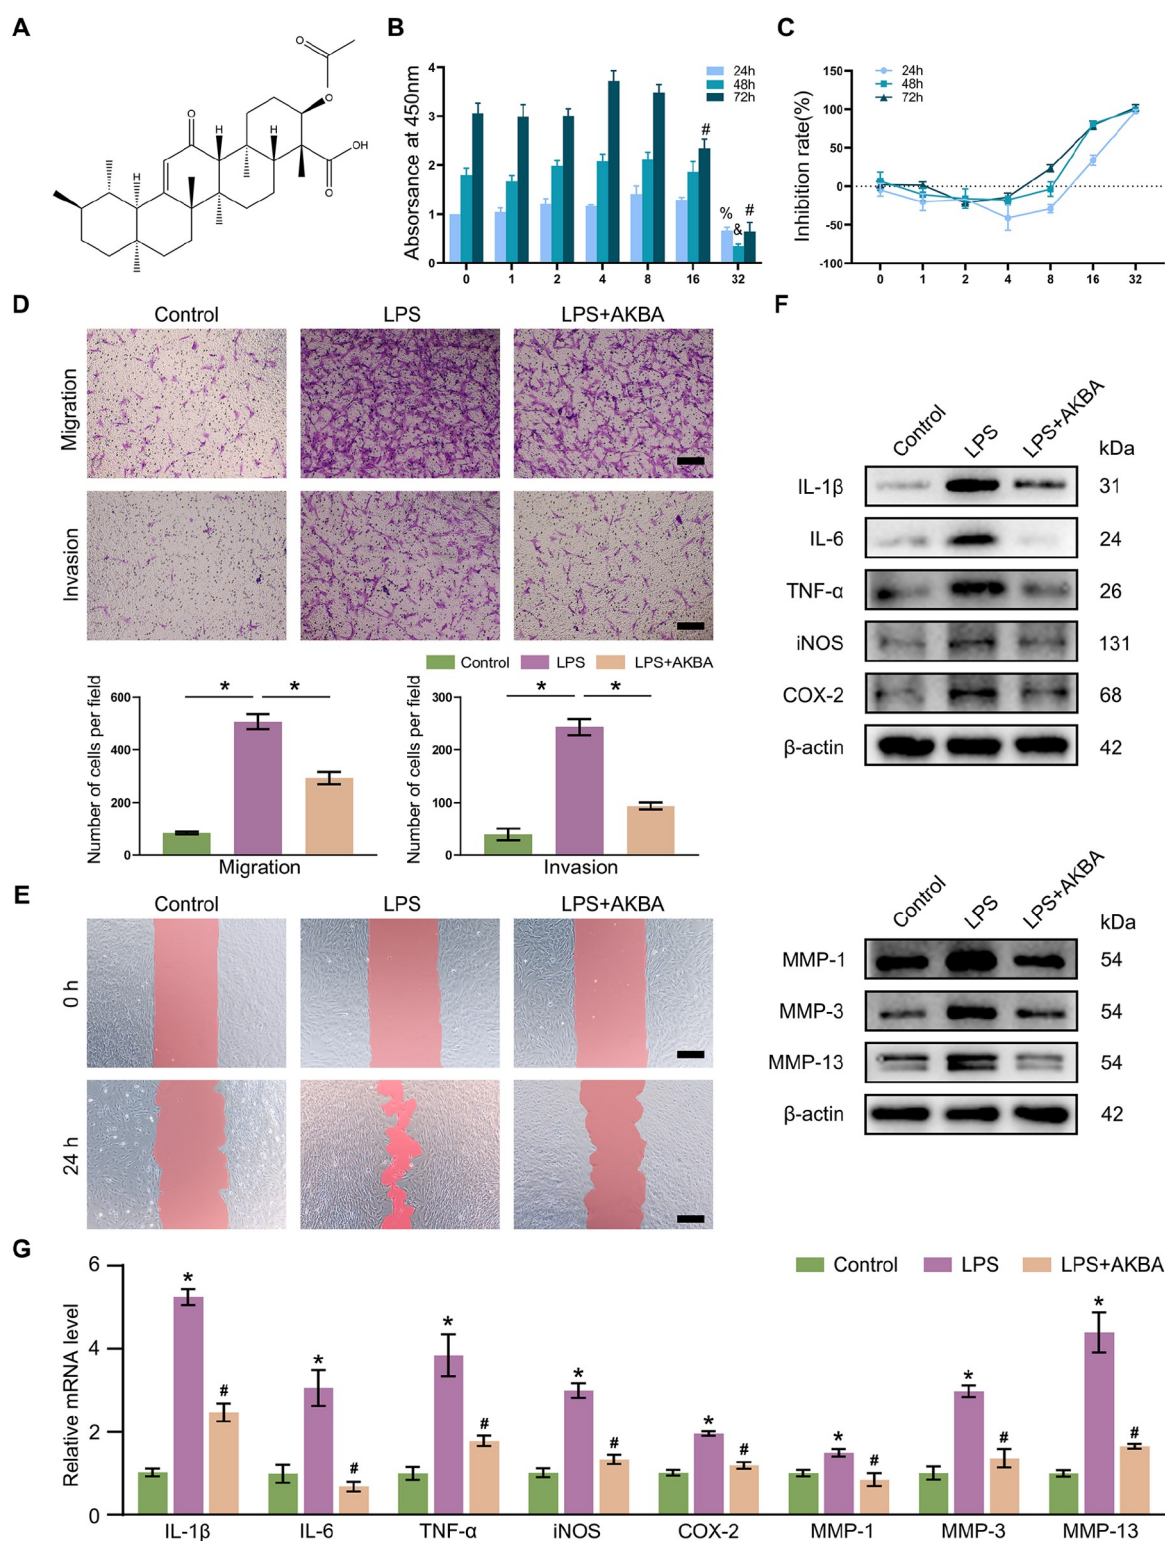 A
O
O
O
H
H
H
OH
O
B
Absorsance at 450nm
4
3
2
1
0
24h
48h
72h
#
%
&
#
0 1 2 4 8 16 32
C
Inhibition rate(%)
150
100
50
0
-50
-100
24h
48h
72h
0 1 2 4 8 16 32
D
Control LPS LPS+AKBA
Migration
Invasion
Control LPS LPS+AKBA
Number of cells per field
600
400
200
0
* *
Migration
Number of cells per field
300
200
100
0
* *
Invasion
E
Control LPS LPS+AKBA
0 h
24 h
F
Control LPS LPS+AKBA kDa
IL-1β 31
IL-6 24
TNF-α 26
iNOS 131
COX-2 68
β-actin 42
Control LPS LPS+AKBA kDa
MMP-1 54
MMP-3 54
MMP-13 54
β-actin 42
G
Relative mRNA level
6
4
2
0
Control LPS LPS+AKBA
* # * # * # * # * # * # * # * #
IL-1β IL-6 TNF-α iNOS COX-2 MMP-1 MMP-3 MMP-13